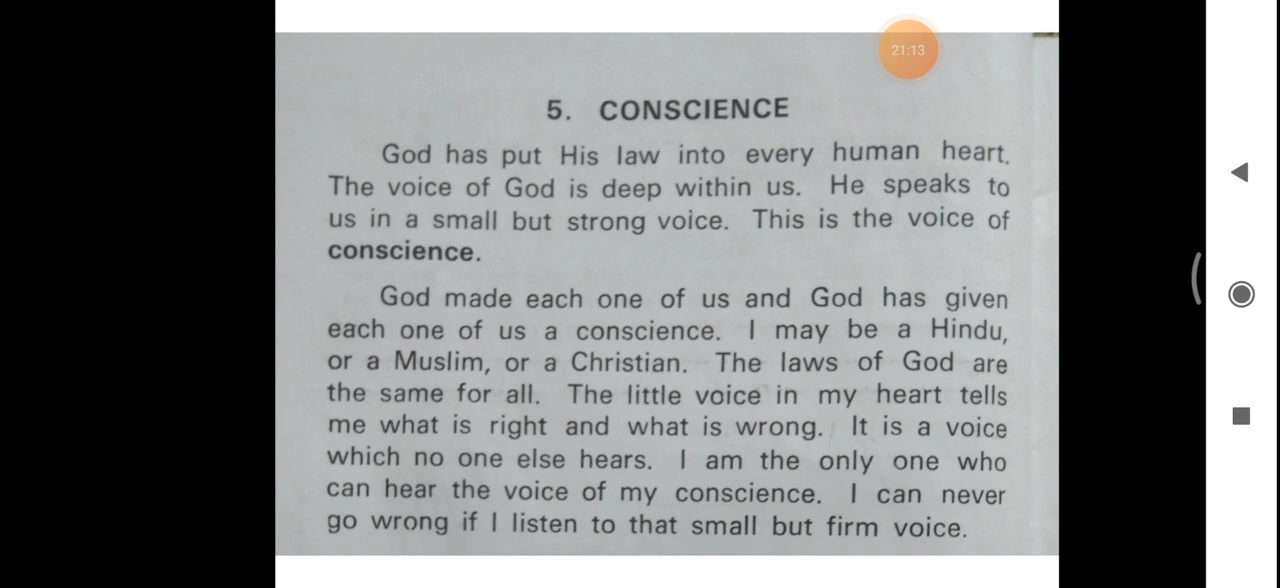 21:13
5. CONSCIENCE
God has put His law into every human heart.
The voice of God is deep within us. He speaks to
us in a small but strong voice. This is the voice of
conscience.
God made each one of us and God has given
each one of us a conscience. I may be a Hindu,
or a Muslim, or a Christian. The laws of God are
the same for all. The little voice in my heart tells
me what is right and what is wrong. It is a voice
which no one else hears. I am the only one who
can hear the voice of my conscience. I can never
go wrong if I listen to that small but firm voice.